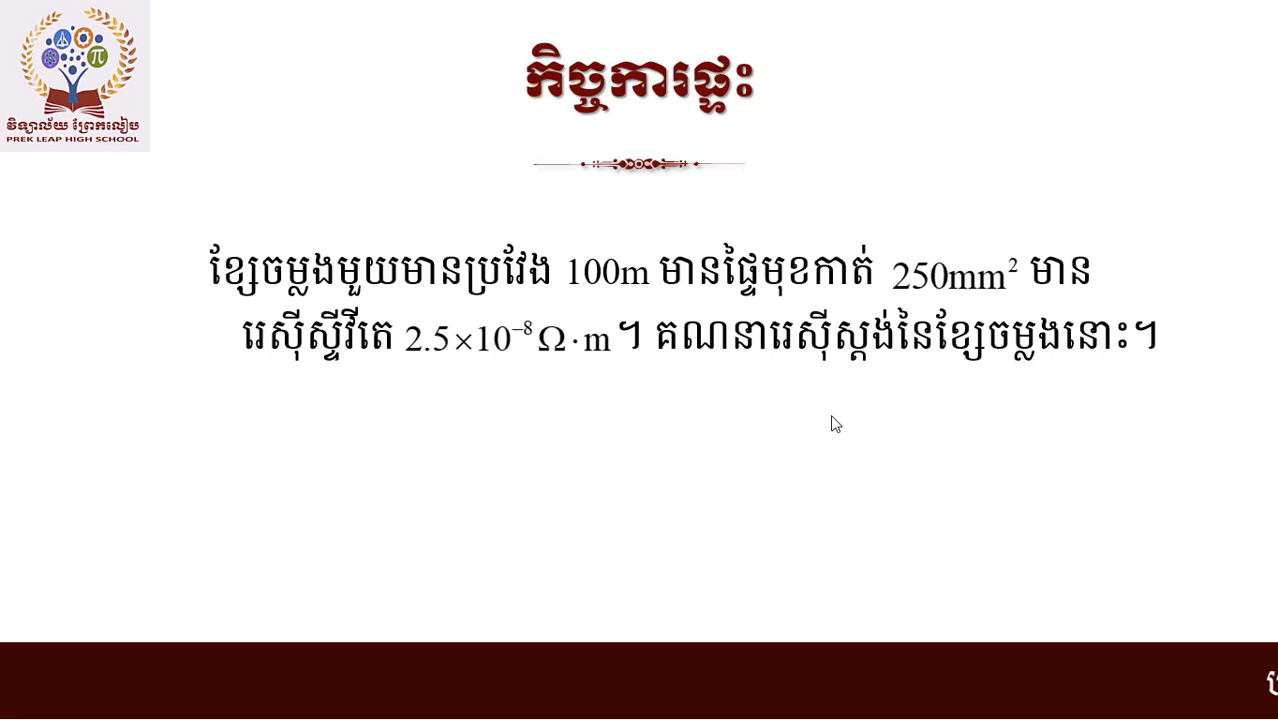 វិទ្យាល័យ ព្រែកលៀប
PREK LEAP HIGH SCHOOL
កិច្ចការផ្ទះ
ខ្សែចម្លងមួយមានប្រវែង 100m មានផ្ទៃមុខកាត់ 250mm² មាន
រេស៊ីស្ទីវីតេ 2.5×10⁻⁸ Ω·m ។ គណនារេស៊ីស្តង់នៃខ្សែចម្លងនោះ។